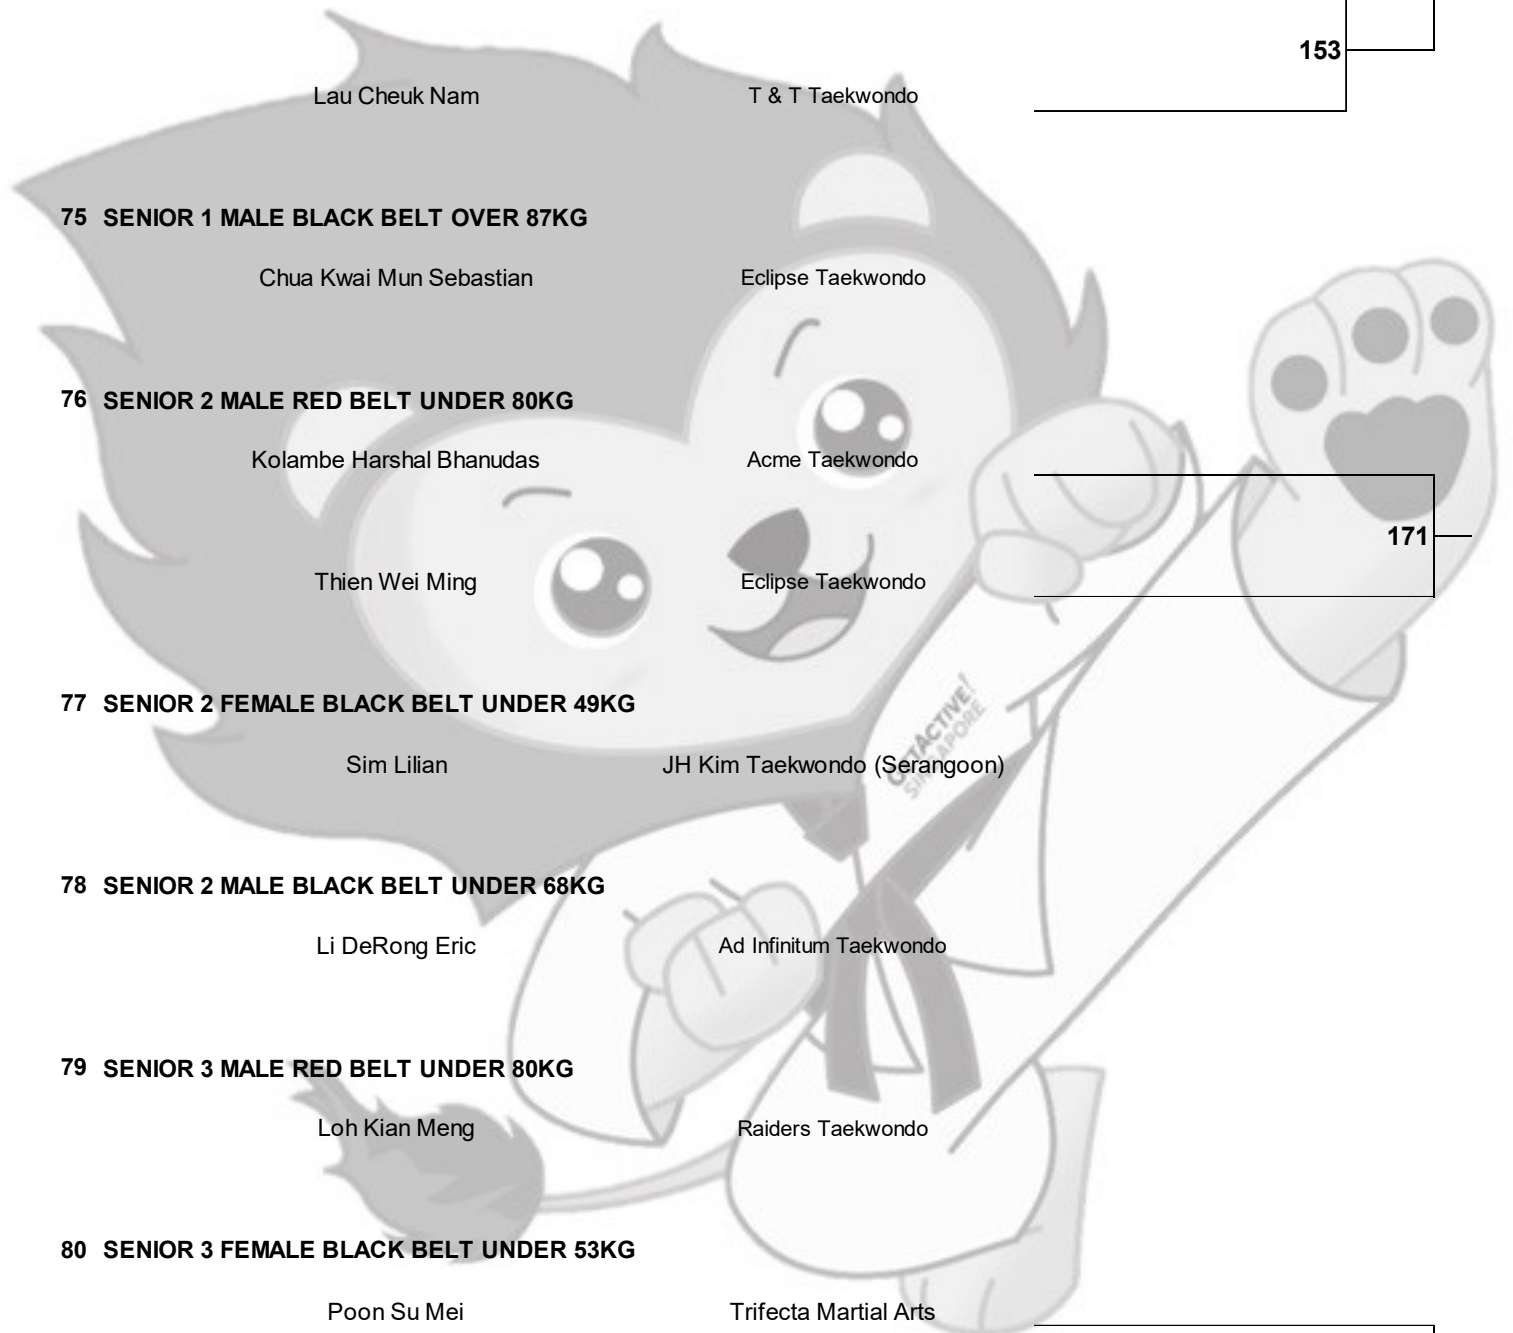 153
Lau Cheuk Nam T & T Taekwondo
75 SENIOR 1 MALE BLACK BELT OVER 87KG
Chua Kwai Mun Sebastian Eclipse Taekwondo
76 SENIOR 2 MALE RED BELT UNDER 80KG
Kolambe Harshal Bhanudas Acme Taekwondo
171
Thien Wei Ming Eclipse Taekwondo
77 SENIOR 2 FEMALE BLACK BELT UNDER 49KG
GETACTIVE!
SINGAPORE
Sim Lilian JH Kim Taekwondo (Serangoon)
78 SENIOR 2 MALE BLACK BELT UNDER 68KG
Li DeRong Eric Ad Infinitum Taekwondo
79 SENIOR 3 MALE RED BELT UNDER 80KG
Loh Kian Meng Raiders Taekwondo
80 SENIOR 3 FEMALE BLACK BELT UNDER 53KG
Poon Su Mei Trifecta Martial Arts